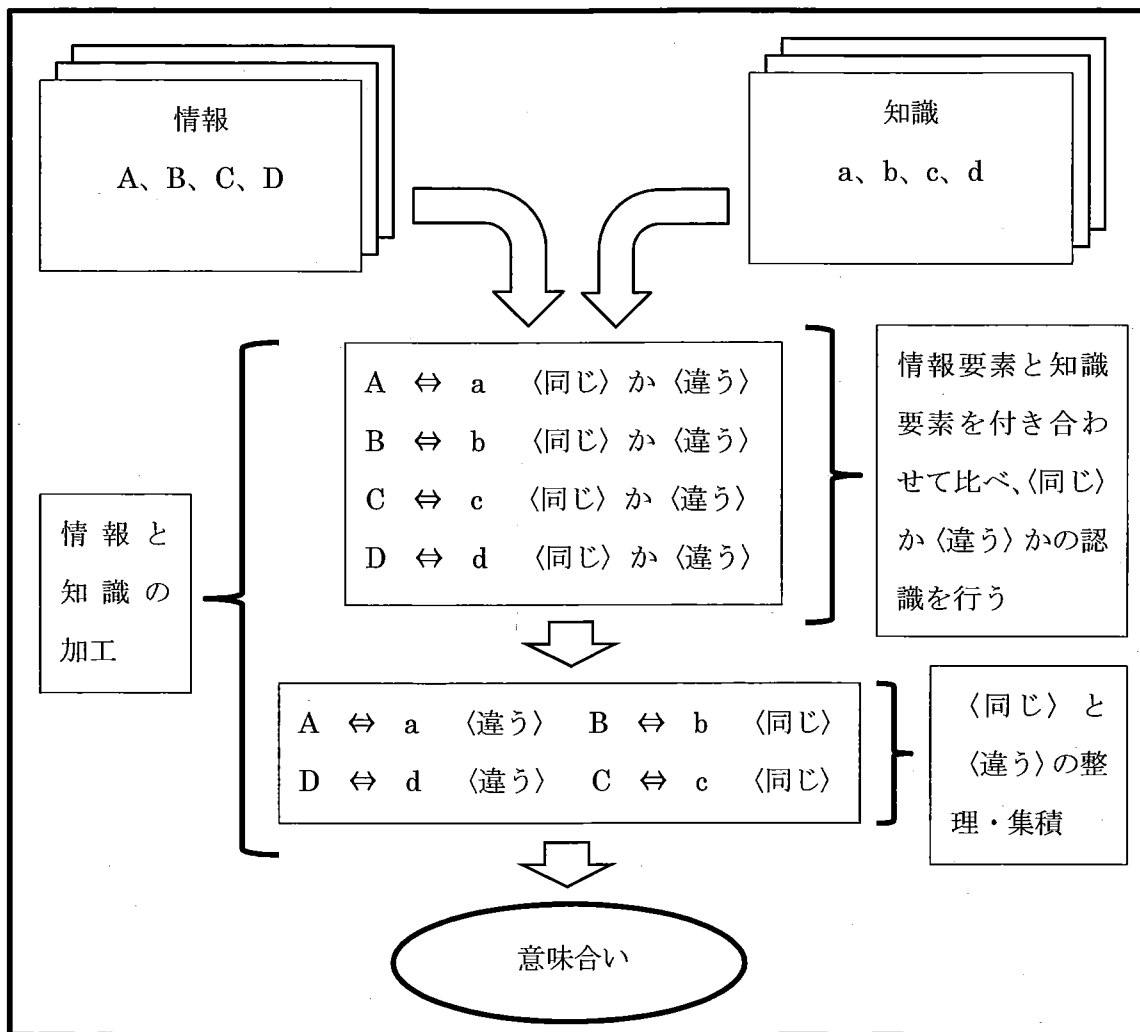 情報
A、B、C、D
知識
a、b、c、d
A ⇔ a 〈同じ〉か〈違う〉
B ⇔ b 〈同じ〉か〈違う〉
C ⇔ c 〈同じ〉か〈違う〉
D ⇔ d 〈同じ〉か〈違う〉
情報要素と知識
要素を付き合わ
せて比べ、〈同じ〉
か〈違う〉かの認
識を行う
情報と
知識の
加工
A ⇔ a 〈違う〉 B ⇔ b 〈同じ〉
D ⇔ d 〈違う〉 C ⇔ c 〈同じ〉
〈同じ〉と
〈違う〉の整
理・集積
意味合い